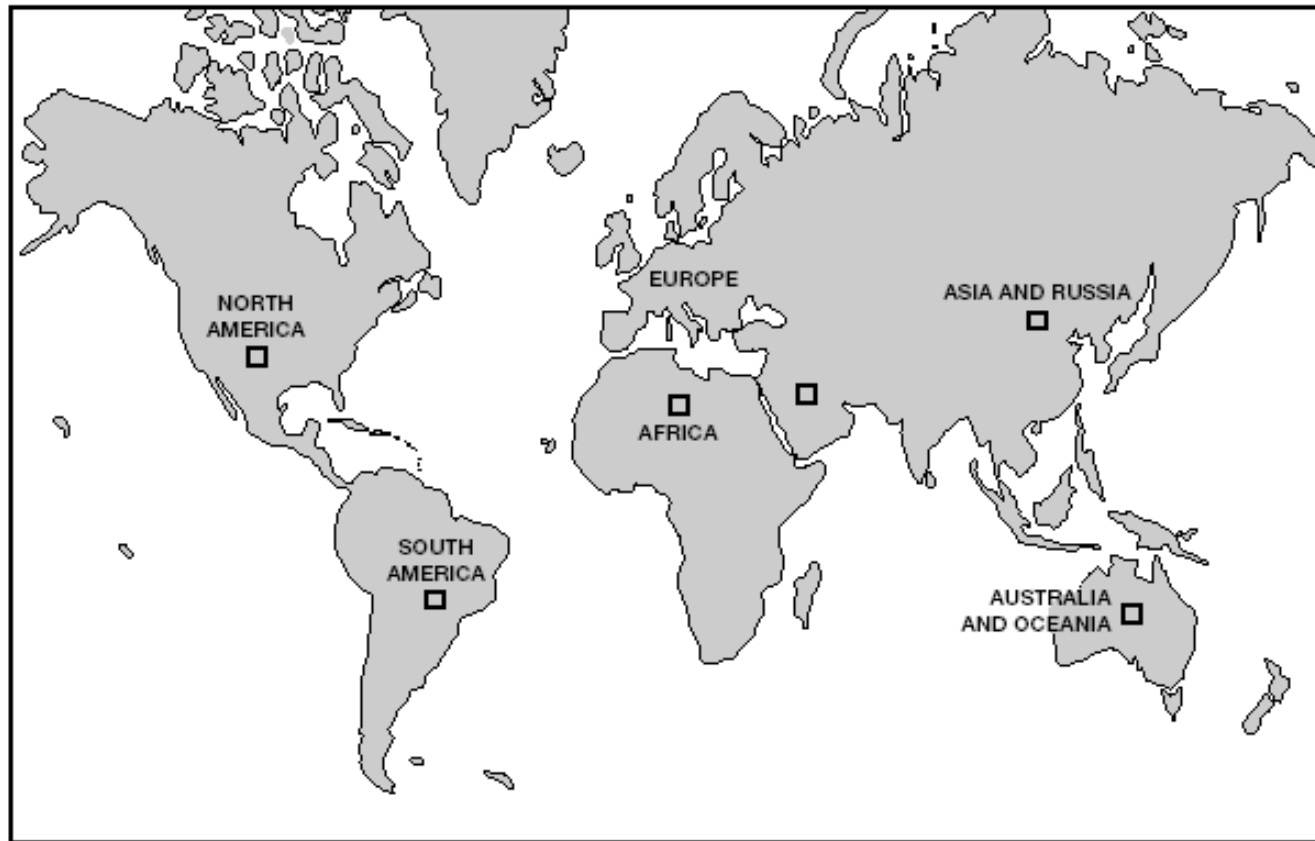 NORTH
AMERICA
EUROPE
ASIA AND RUSSIA
AFRICA
SOUTH
AMERICA
AUSTRALIA
AND OCEANIA